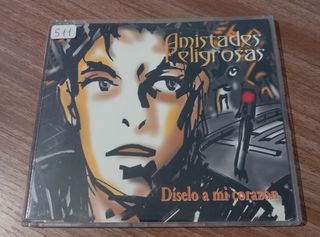 511
Amistades
Peligrosas
Díselo a mi corazón